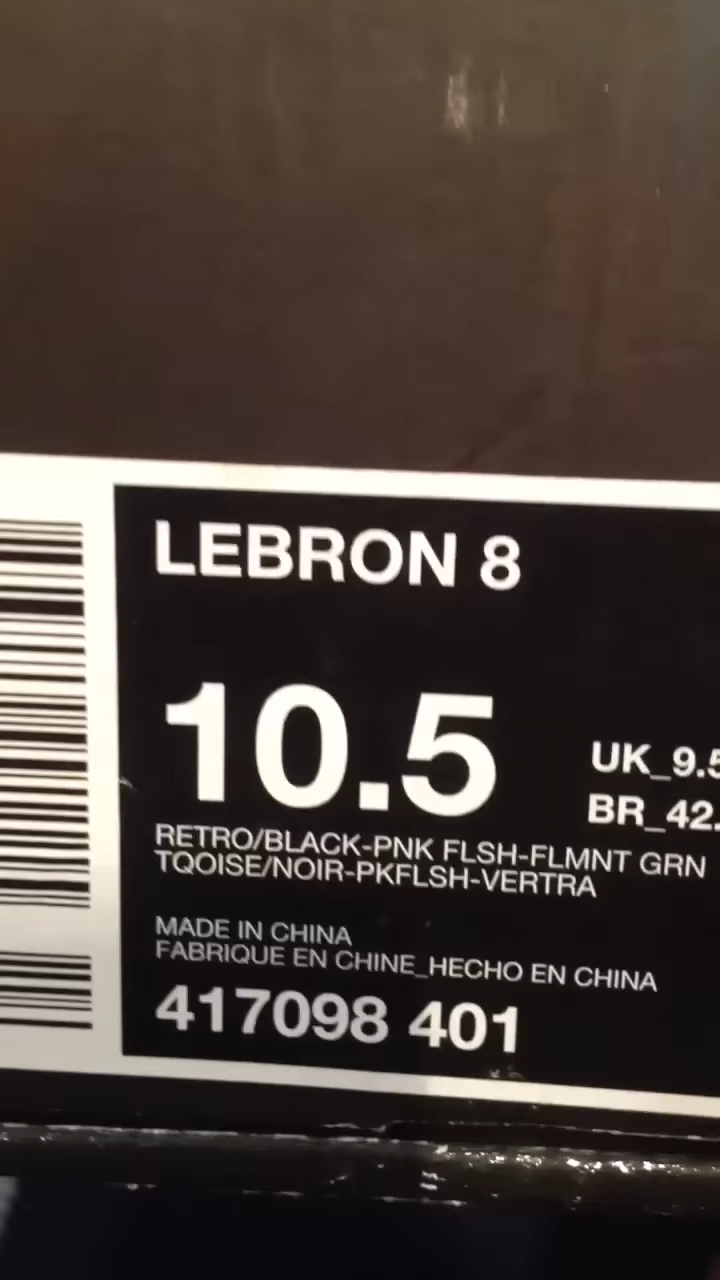 LEBRON 8
10.5
UK_9.5
BR_42.
RETRO/BLACK-PNK FLSH-FLMNT GRN
TQOISE/NOIR-PKFLSH-VERTRA
MADE IN CHINA
FABRIQUE EN CHINE_HECHO EN CHINA
417098 401